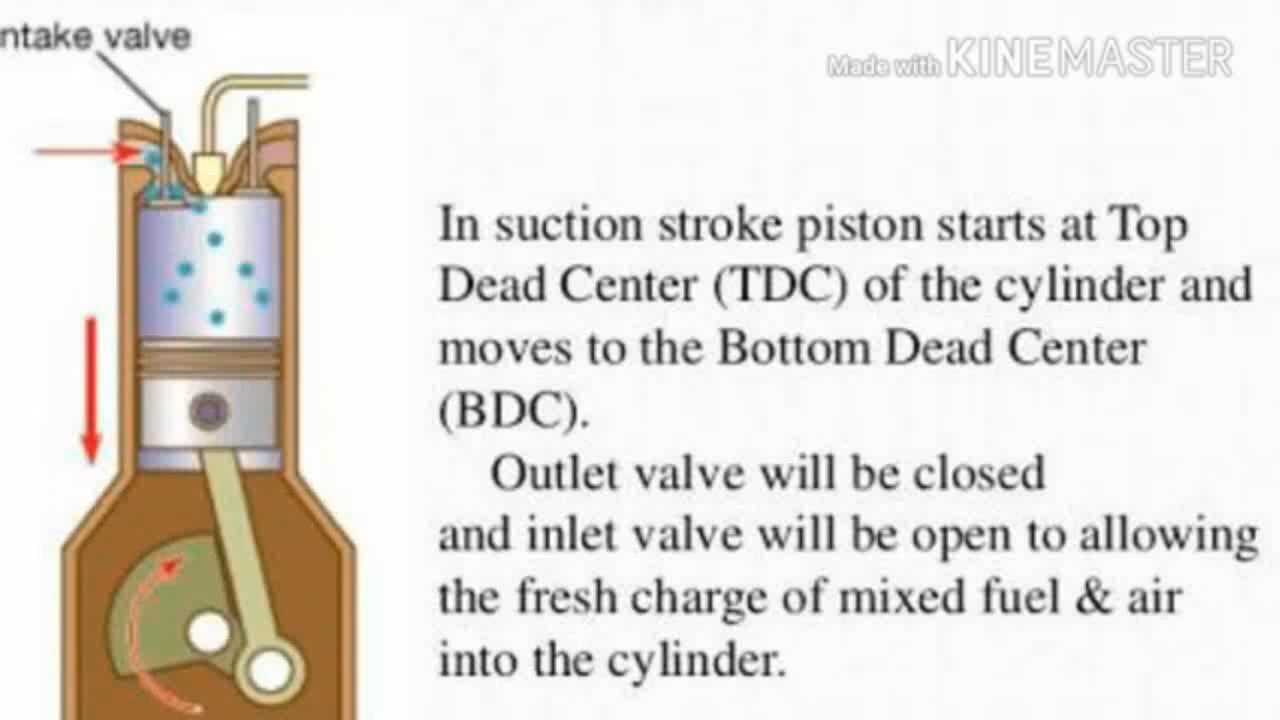 ntake valve
Made with KINEMASTER
In suction stroke piston starts at Top
Dead Center (TDC) of the cylinder and
moves to the Bottom Dead Center
(BDC).
Outlet valve will be closed
and inlet valve will be open to allowing
the fresh charge of mixed fuel & air
into the cylinder.